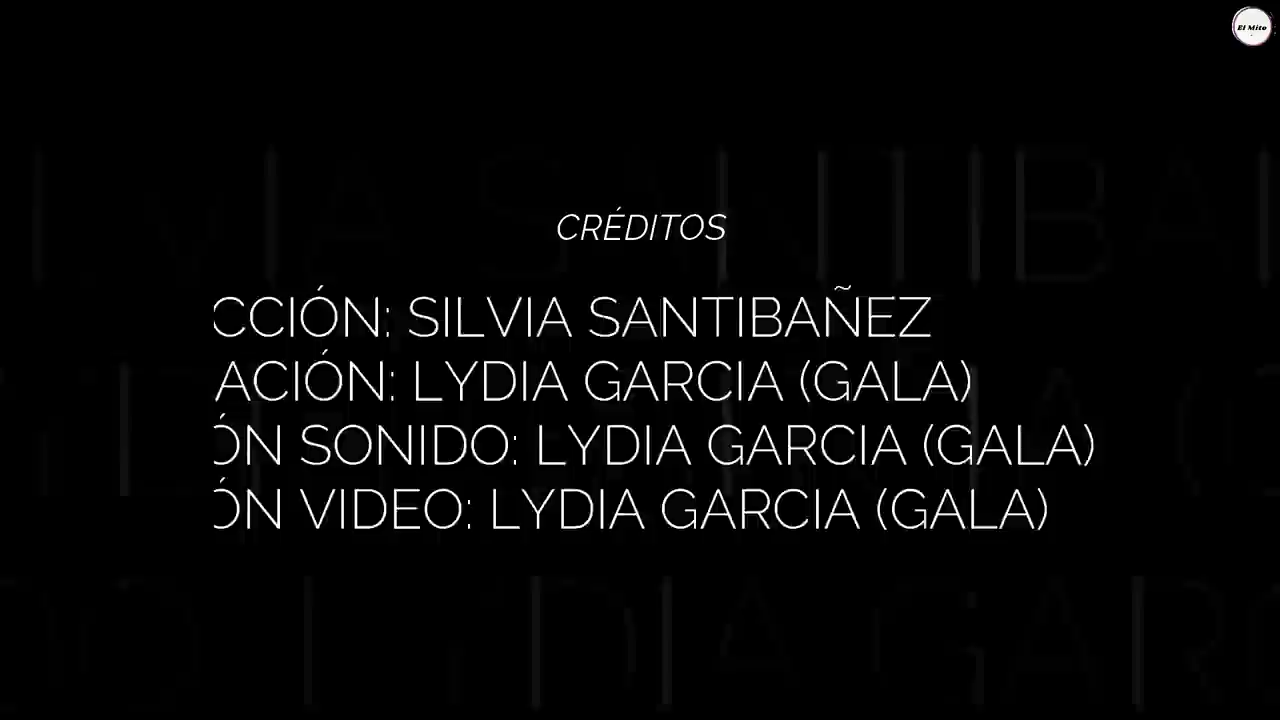 El Mito
CRÉDITOS
CCIÓN: SILVIA SANTIBAÑEZ
ACIÓN: LYDIA GARCIA (GALA)
ÓN SONIDO: LYDIA GARCIA (GALA)
ÓN VIDEO: LYDIA GARCIA (GALA)